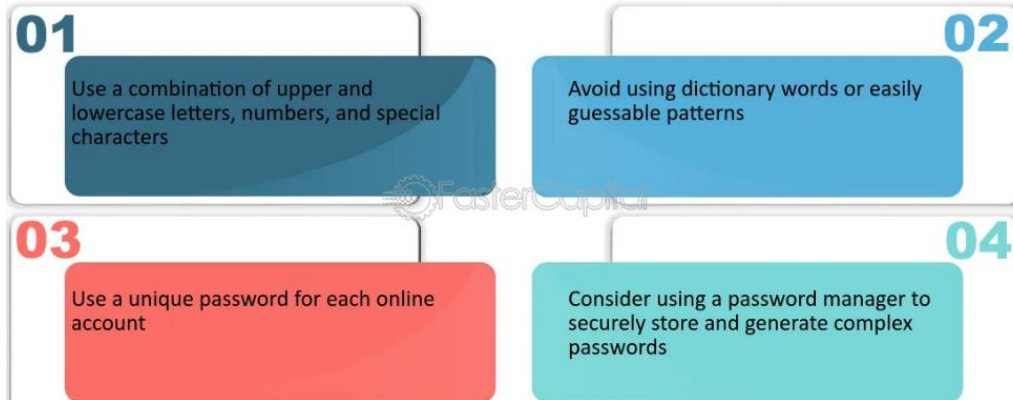 01
Use a combination of upper and
lowercase letters, numbers, and special
characters
02
Avoid using dictionary words or easily
guessable patterns
FasterCapital
03
Use a unique password for each online
account
04
Consider using a password manager to
securely store and generate complex
passwords